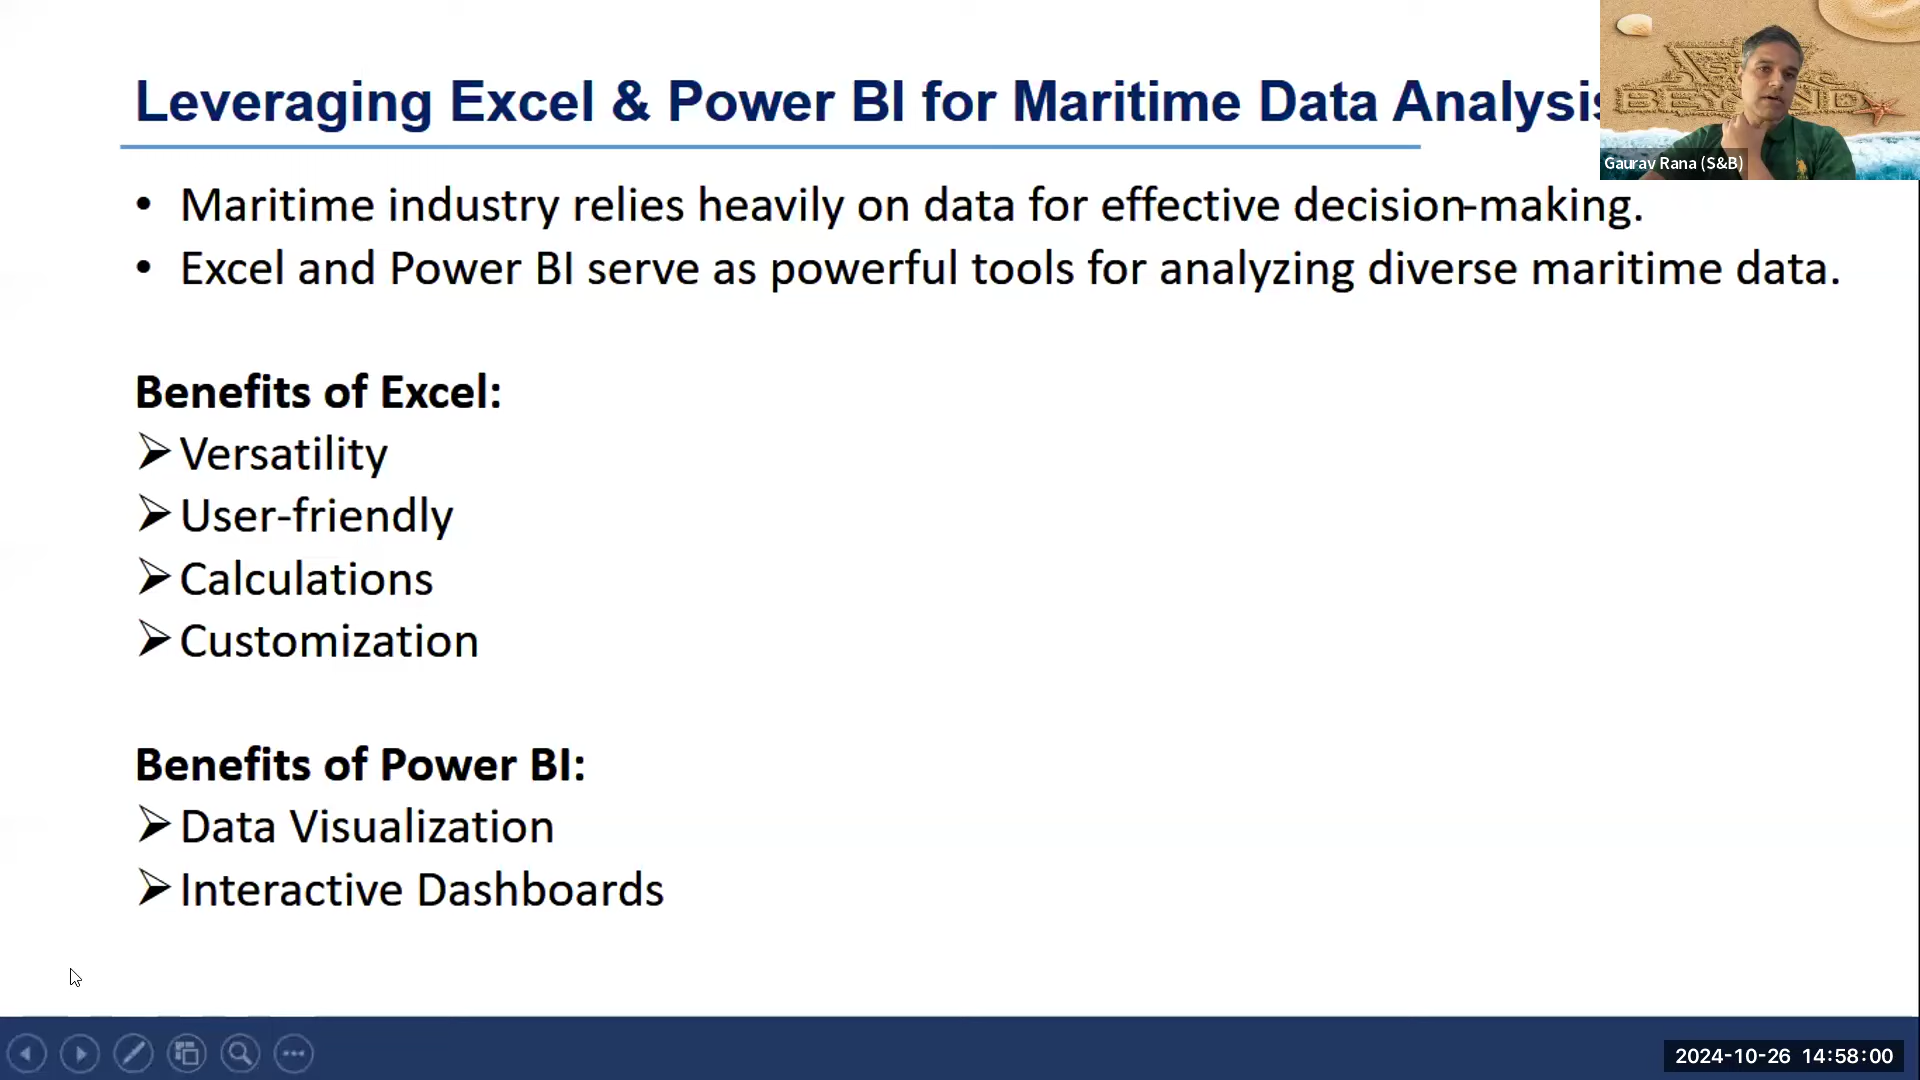 Leveraging Excel & Power BI for Maritime Data Analysis
BEYOND
Gaurav Rana (S&B)
• Maritime industry relies heavily on data for effective decision-making.
• Excel and Power BI serve as powerful tools for analyzing diverse maritime data.
Benefits of Excel:
➢ Versatility
➢ User-friendly
➢ Calculations
➢ Customization
Benefits of Power BI:
➢ Data Visualization
➢ Interactive Dashboards
2024-10-26 14:58:00